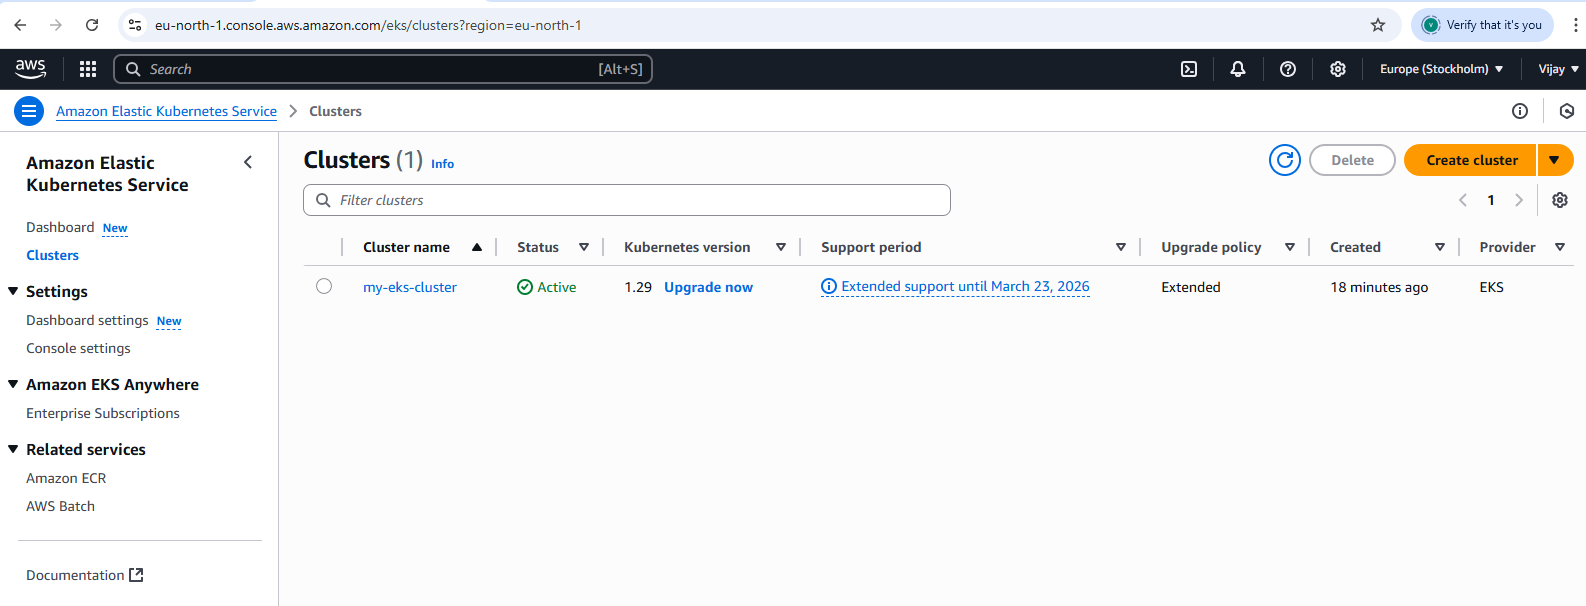 eu-north-1.console.aws.amazon.com/eks/clusters?region=eu-north-1
Verify that it's you
aws
Search [Alt+S]
Europe (Stockholm)
Vijay
Amazon Elastic Kubernetes Service > Clusters
Amazon Elastic
Kubernetes Service
Dashboard New
Clusters
Settings
Dashboard settings New
Console settings
Amazon EKS Anywhere
Enterprise Subscriptions
Related services
Amazon ECR
AWS Batch
Documentation
Clusters (1) Info
Delete
Create cluster
Filter clusters
1
Cluster name Status Kubernetes version Support period Upgrade policy Created Provider
my-eks-cluster Active 1.29 Upgrade now Extended support until March 23, 2026 Extended 18 minutes ago EKS